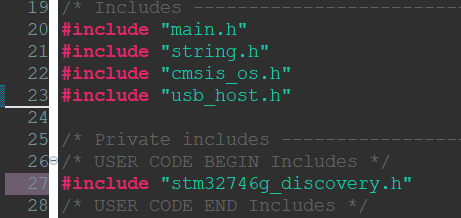 19 /* Includes ---------------------------
20 #include "main.h"
21 #include "string.h"
22 #include "cmsis_os.h"
23 #include "usb_host.h"
24
25 /* Private includes -----------------
26 /* USER CODE BEGIN Includes */
27 #include "stm32746g_discovery.h"
28 /* USER CODE END Includes */